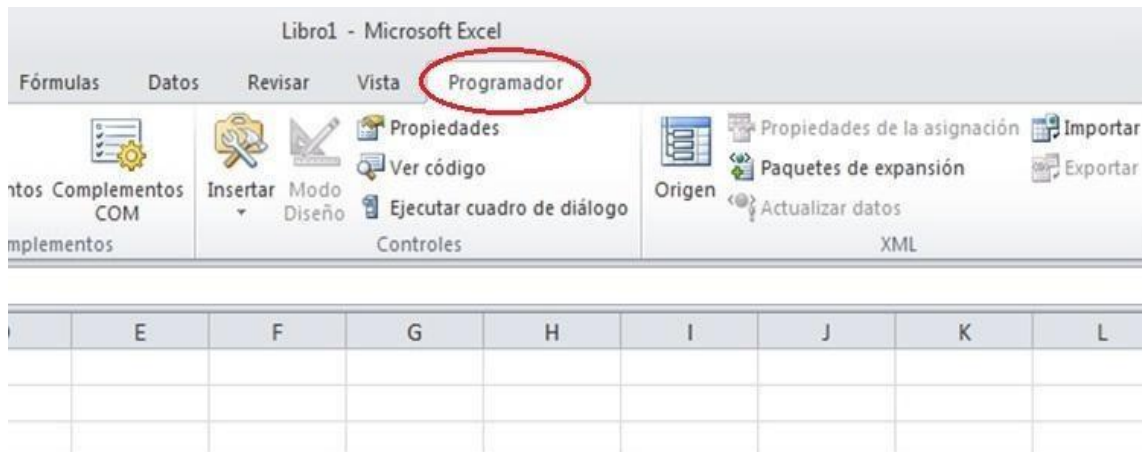 Libro1 - Microsoft Excel
Fórmulas Datos Revisar Vista Programador
Propiedades Propiedades de la asignación Importar
Ver código Paquetes de expansión Exportar
ntos Complementos COM Insertar Modo Diseño Ejecutar cuadro de diálogo Origen Actualizar datos
mplementos Controles XML
E F G H I J K L